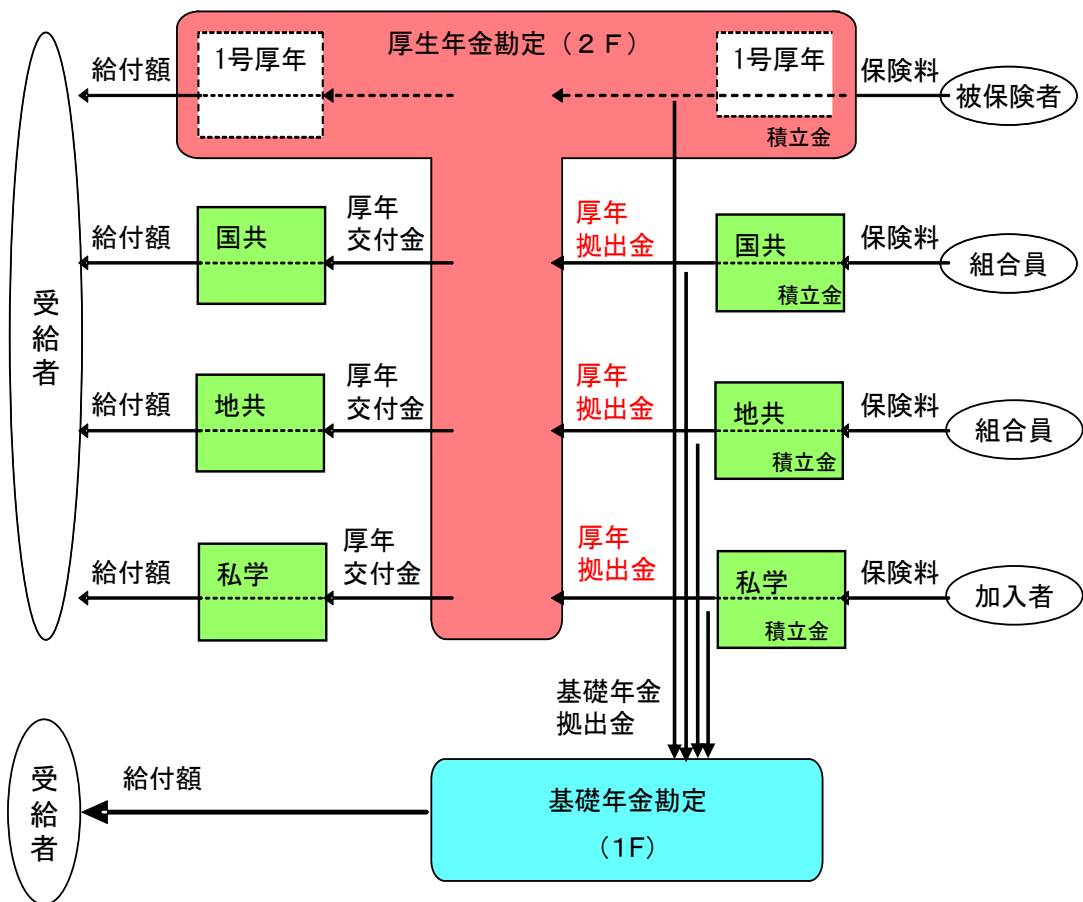 厚生年金勘定（２Ｆ）
給付額
1号厚年
1号厚年
保険料
被保険者
積立金
給付額
国共
厚年
交付金
厚年
拠出金
国共
積立金
保険料
組合員
受給者
給付額
地共
厚年
交付金
厚年
拠出金
地共
積立金
保険料
組合員
給付額
私学
厚年
交付金
厚年
拠出金
私学
積立金
保険料
加入者
基礎年金
拠出金
受給者
給付額
基礎年金勘定
（1F）